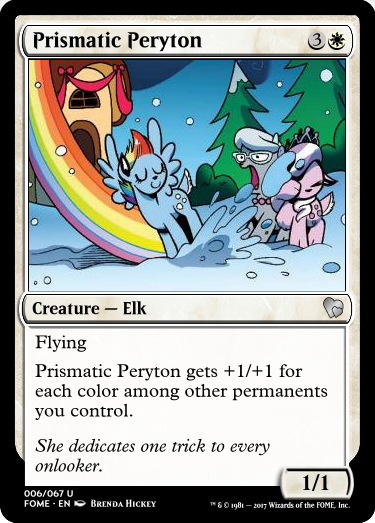 Prismatic Peryton 3
Creature — Elk
Flying
Prismatic Peryton gets +1/+1 for
each color among other permanents
you control.
She dedicates one trick to every
onlooker.
1/1
006/067 U
FOME • EN Brenda Hickey
™ & © 1981 — 2017 Wizards of the FOME, Inc.